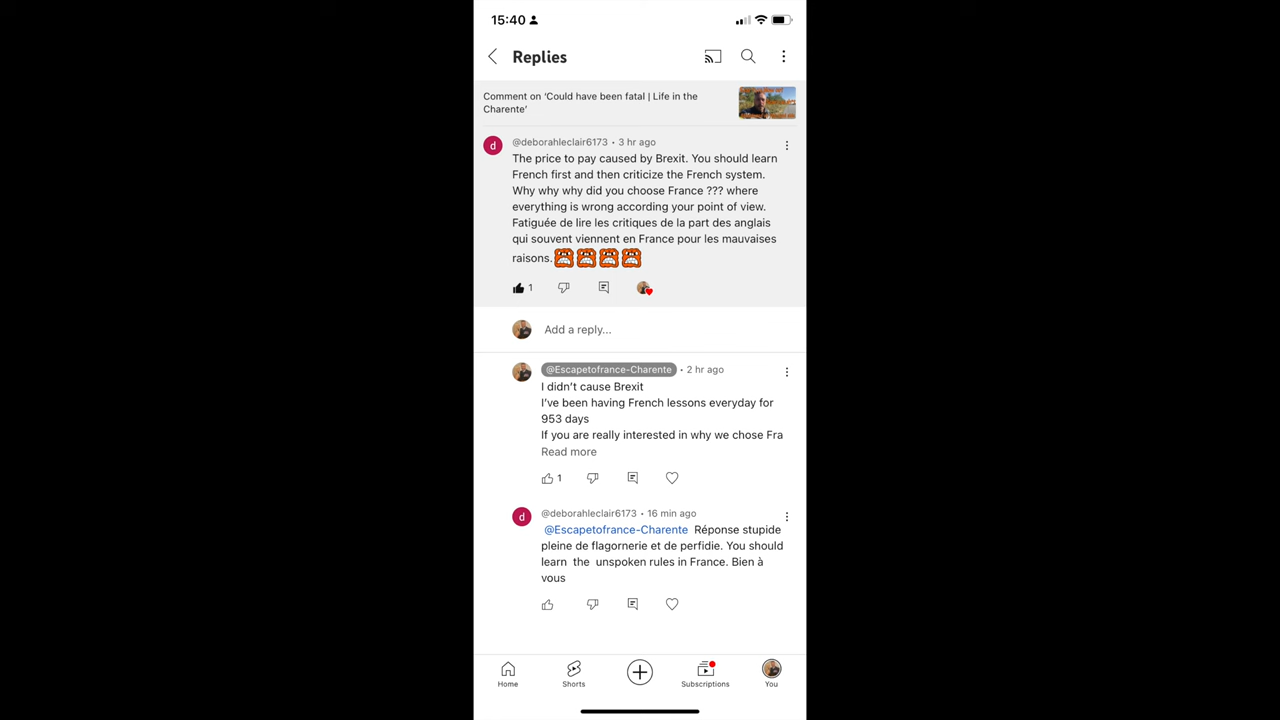 15:40
Replies
Comment on ‘Could have been fatal | Life in the
Charente’
@deborahleclair6173 • 3 hr ago
The price to pay caused by Brexit. You should learn
French first and then criticize the French system.
Why why why did you choose France ??? where
everything is wrong according your point of view.
Fatiguée de lire les critiques de la part des anglais
qui souvent viennent en France pour les mauvaises
raisons.
1
Add a reply...
@Escapetofrance-Charente • 2 hr ago
I didn’t cause Brexit
I’ve been having French lessons everyday for
953 days
If you are really interested in why we chose Fra
Read more
1
d
@deborahleclair6173 • 16 min ago
@Escapetofrance-Charente Réponse stupide
pleine de flagornerie et de perfidie. You should
learn the unspoken rules in France. Bien à
vous
Home
Shorts
Subscriptions
You